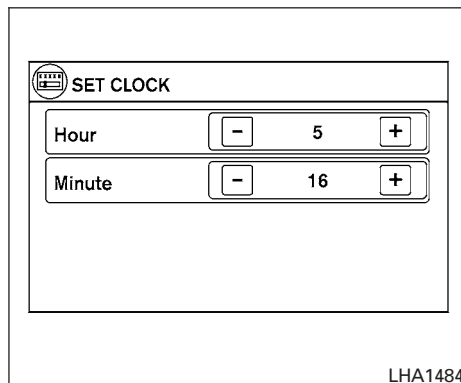 SET CLOCK
Hour - 5 +
Minute - 16 +
LHA1484